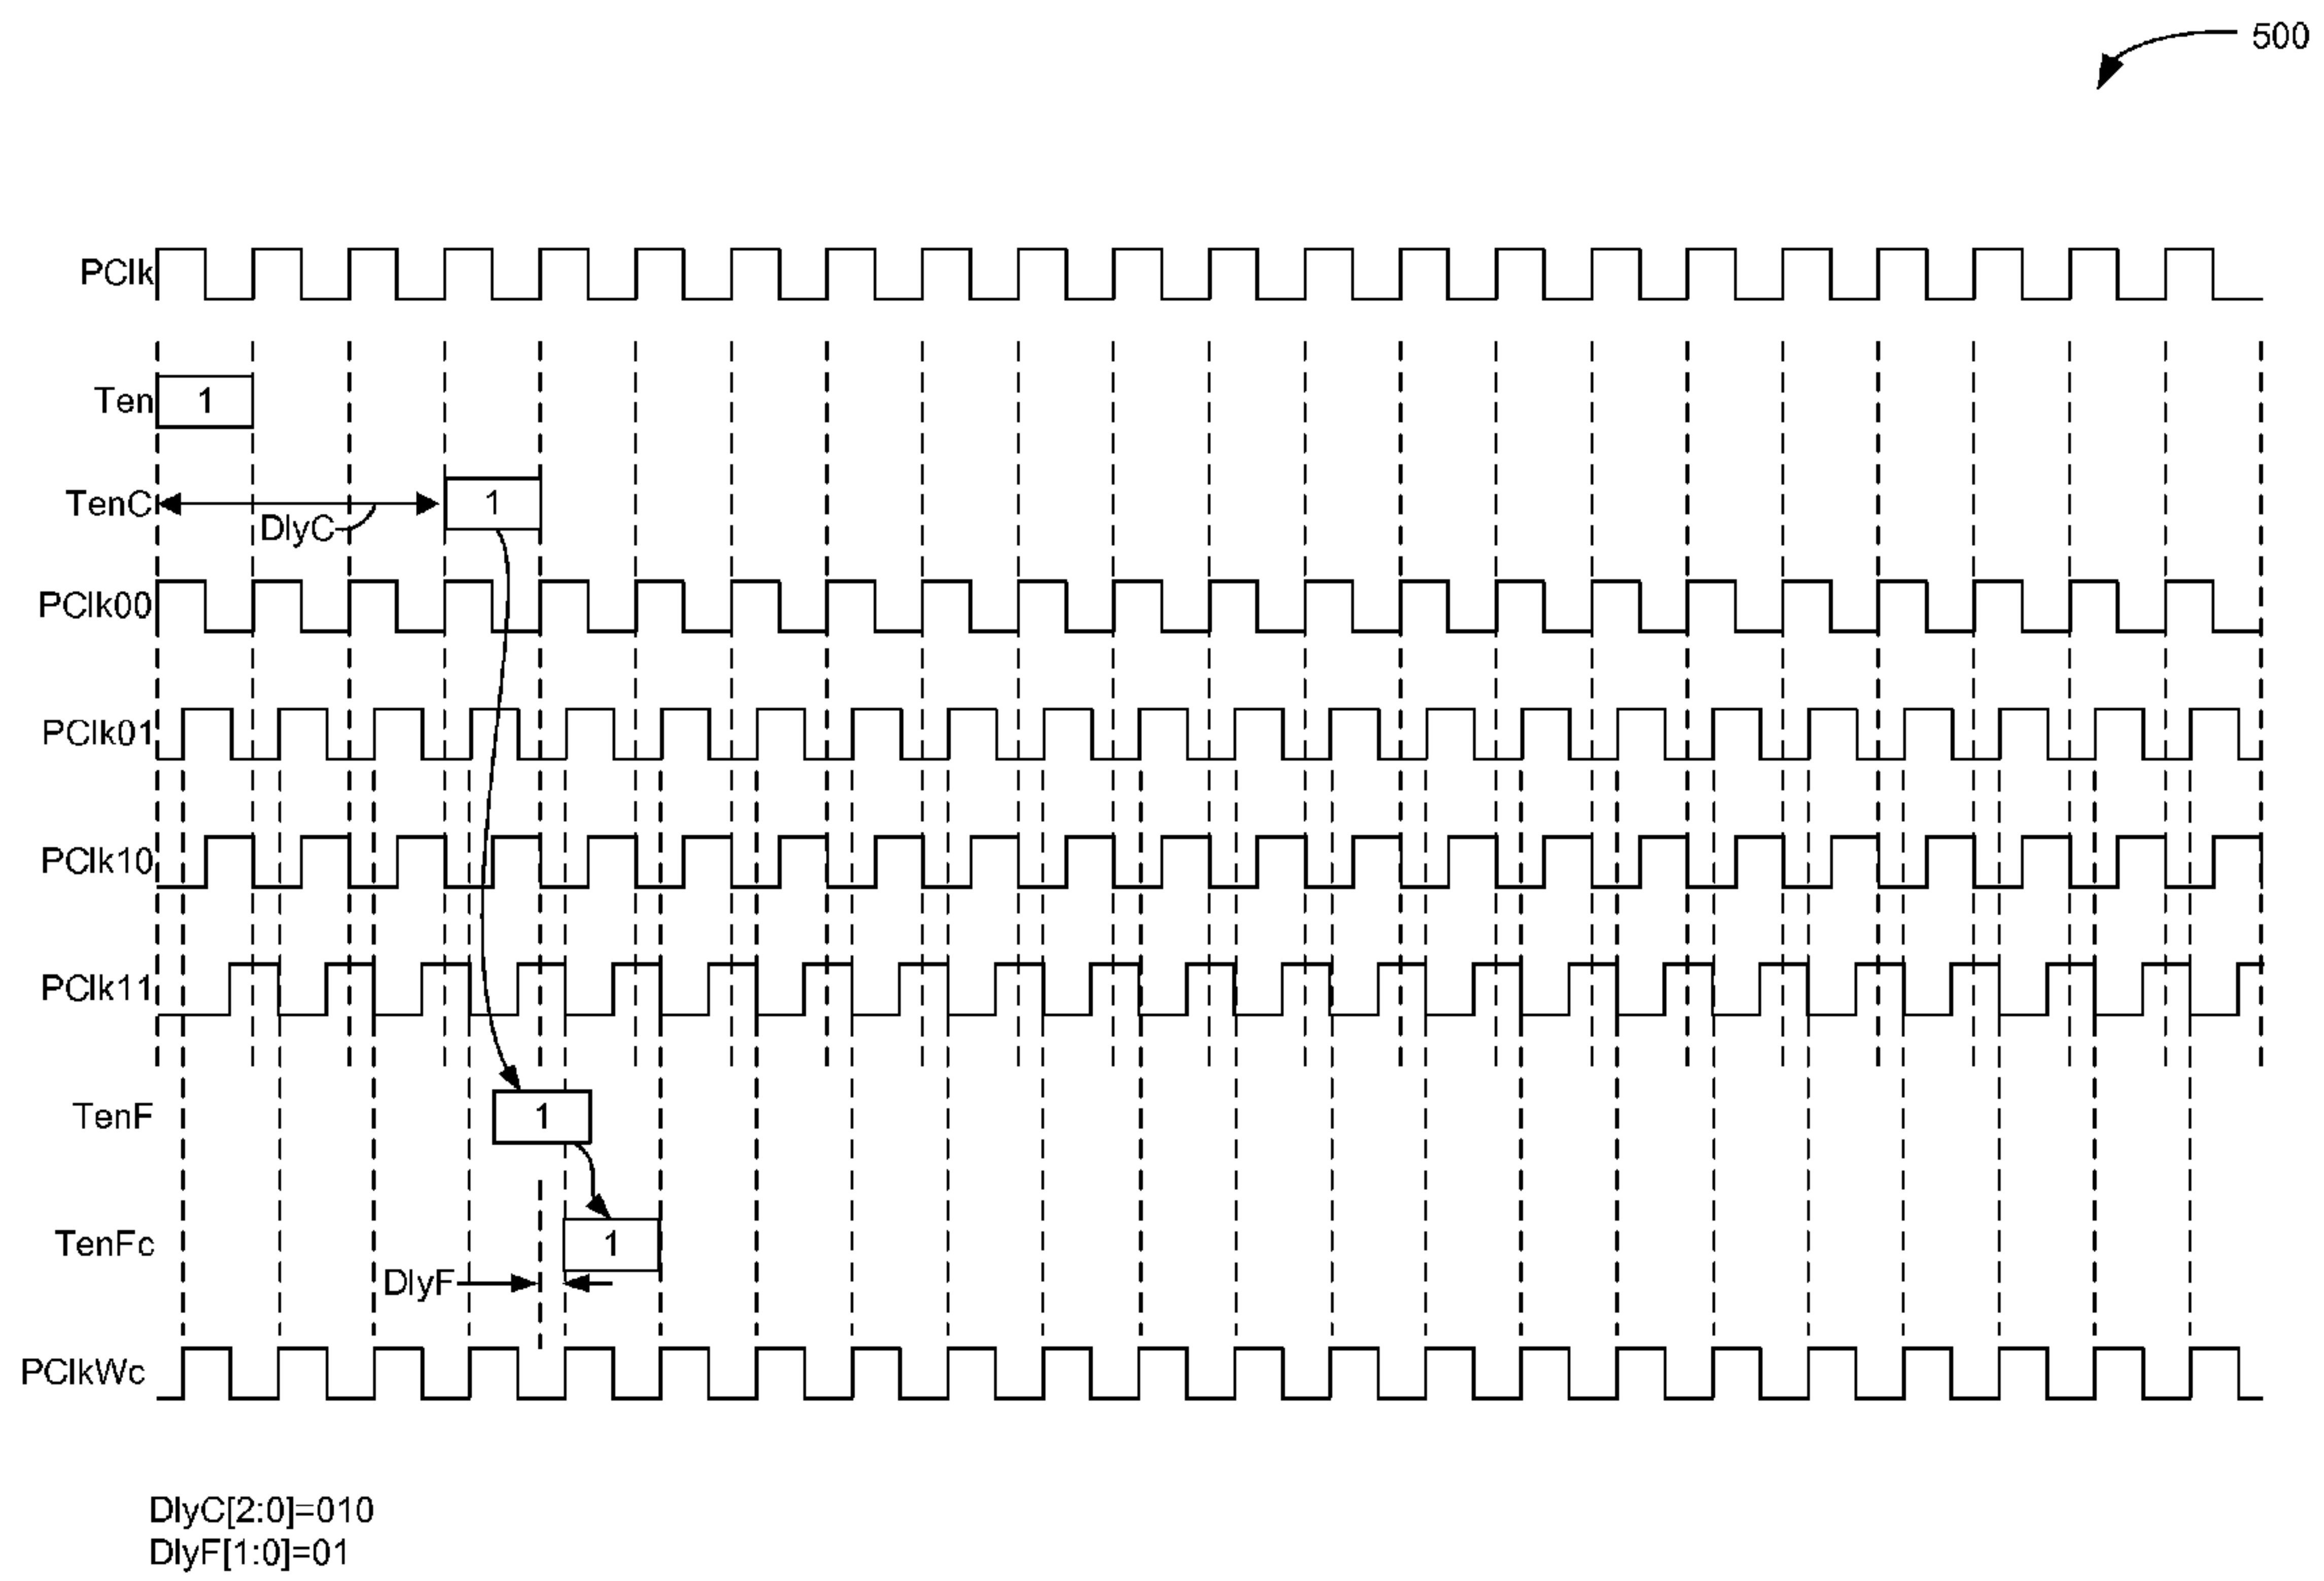 500
PClk
Ten 1
TenC 1
DlyC
PClk00
PClk01
PClk10
PClk11
TenF 1
TenFc 1
DlyF
PClkWc
DlyC[2:0]=010
DlyF[1:0]=01